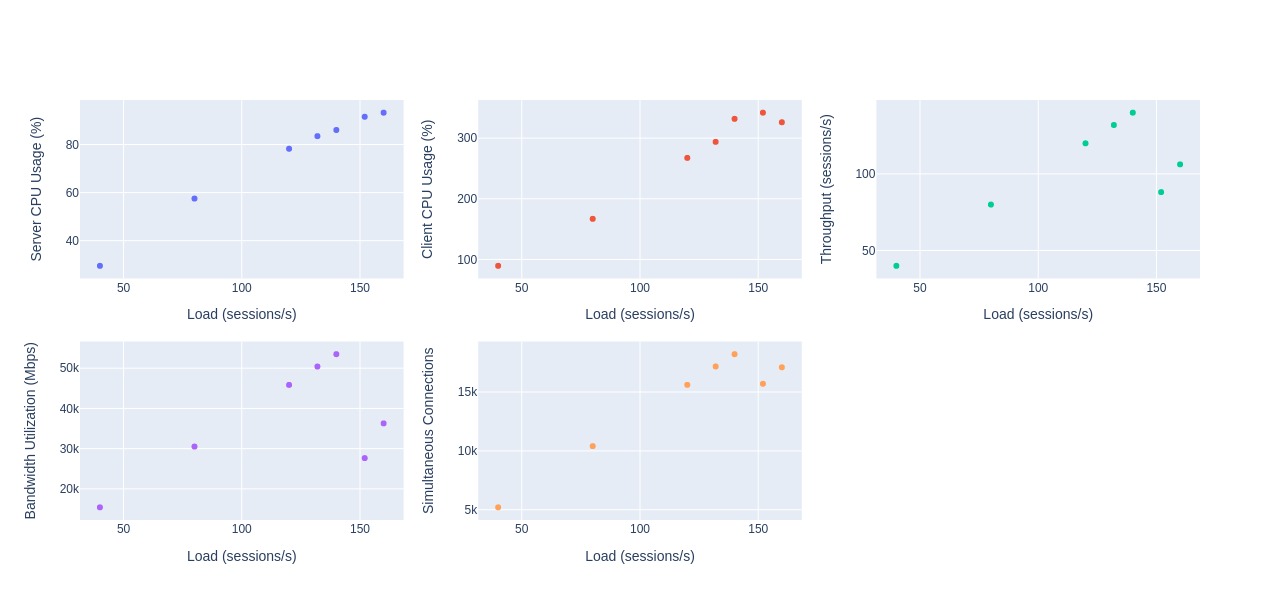 Server CPU Usage (%)
80
60
40
50
100
150
Load (sessions/s)
Client CPU Usage (%)
300
200
100
50
100
150
Load (sessions/s)
Throughput (sessions/s)
100
50
50
100
150
Load (sessions/s)
Bandwidth Utilization (Mbps)
50k
40k
30k
20k
50
100
150
Load (sessions/s)
Simultaneous Connections
15k
10k
5k
50
100
150
Load (sessions/s)